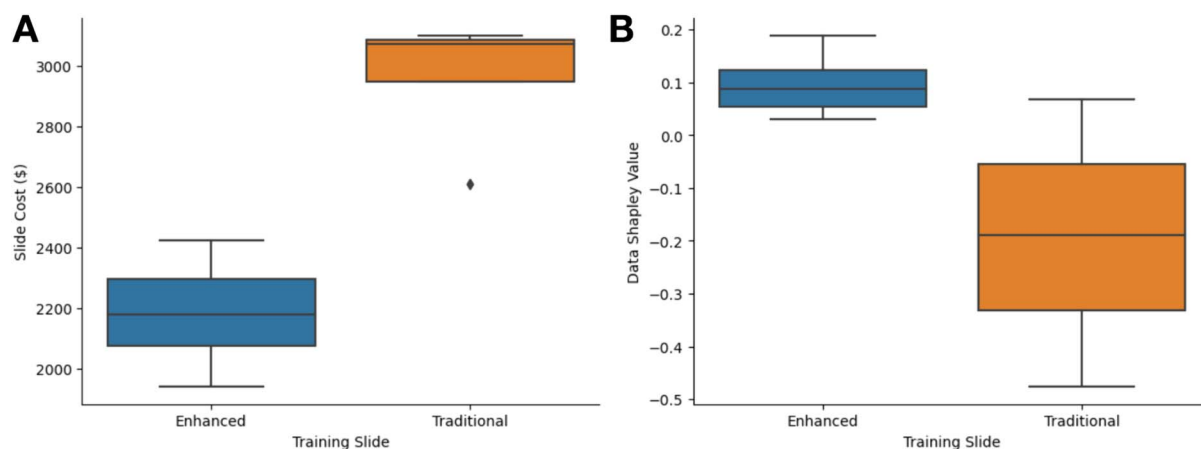 A
Slide Cost ($)
3000
2800
2600
2400
2200
2000
Enhanced
Traditional
Training Slide
B
Data Shapley Value
0.2
0.1
0.0
−0.1
−0.2
−0.3
−0.4
−0.5
Enhanced
Traditional
Training Slide